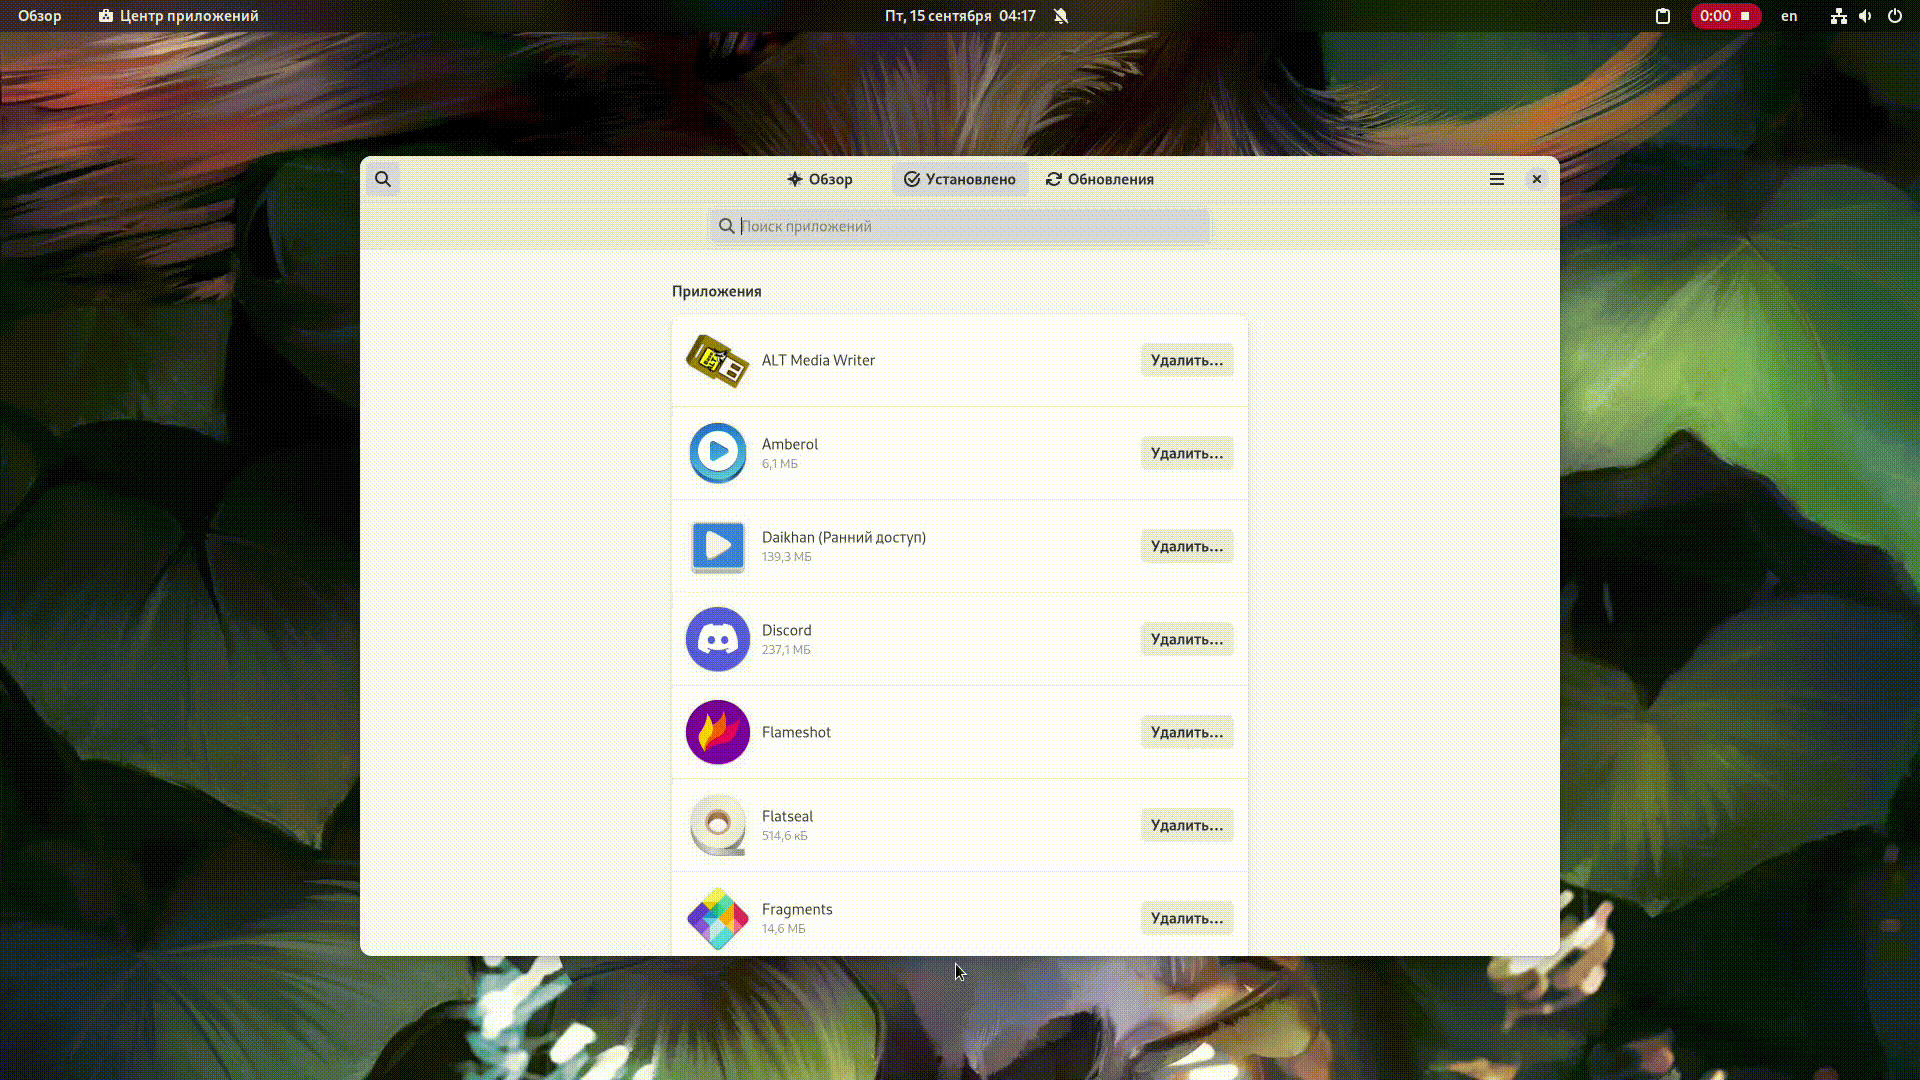 Обзор Центр приложений Пт, 15 сентября 04:17 0:00 en
Обзор Установлено Обновления
Поиск приложений
Приложения
ALT Media Writer Удалить...
Amberol
6,1 МБ
Удалить...
Daikhan (Ранний доступ)
139,3 МБ
Удалить...
Discord
237,1 МБ
Удалить...
Flameshot Удалить...
Flatseal
514,6 кБ
Удалить...
Fragments
14,6 МБ
Удалить...